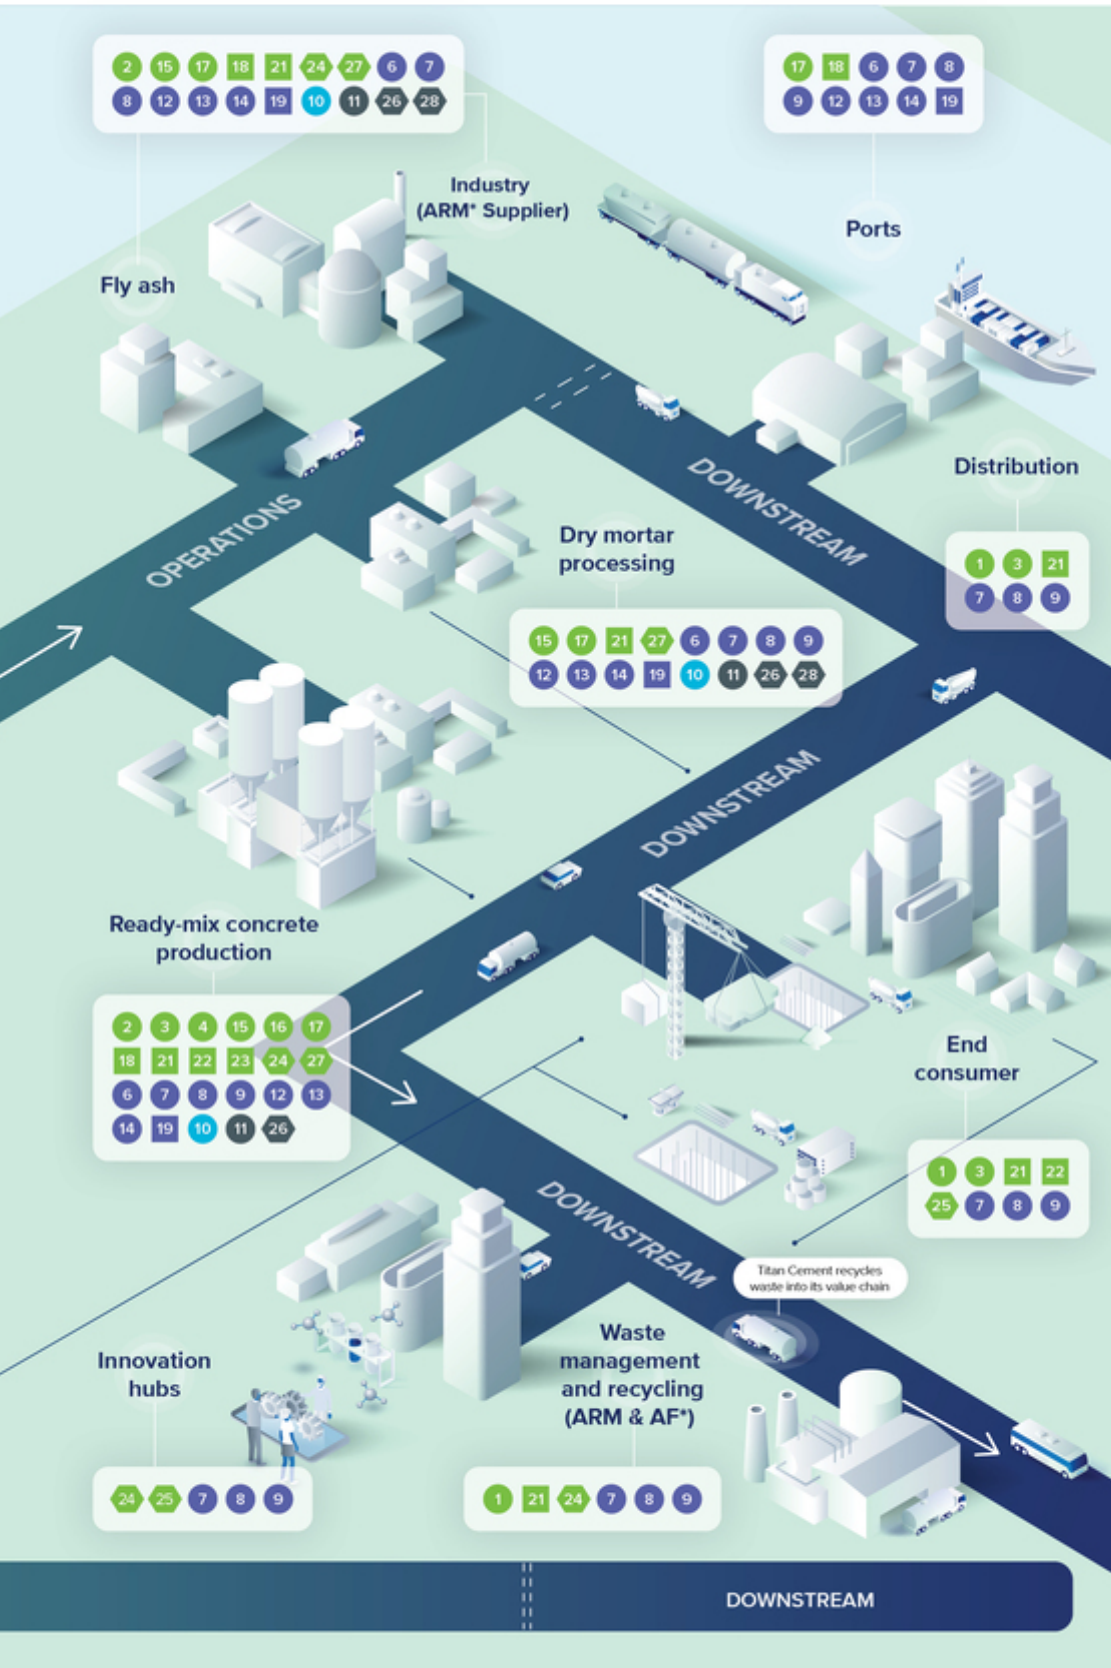 2 15 17 18 21 24 27 6 7
8 12 13 14 19 10 11 26 28
17 18 6 7 8
9 12 13 14 19
Industry
(ARM* Supplier)
Ports
Fly ash
Distribution
1 3 21
7 8 9
OPERATIONS
DOWNSTREAM
Dry mortar
processing
15 17 21 27 6 7 8 9
12 13 14 19 10 11 26 28
DOWNSTREAM
Ready-mix concrete
production
2 3 4 15 16 17
18 21 22 23 24 27
6 7 8 9 12 13
14 19 10 11 26
End
consumer
1 3 21 22
25 7 8 9
DOWNSTREAM
Titan Cement recycles
waste into its value chain
Innovation
hubs
24 25 7 8 9
Waste
management
and recycling
(ARM & AF*)
1 21 24 7 8 9
DOWNSTREAM